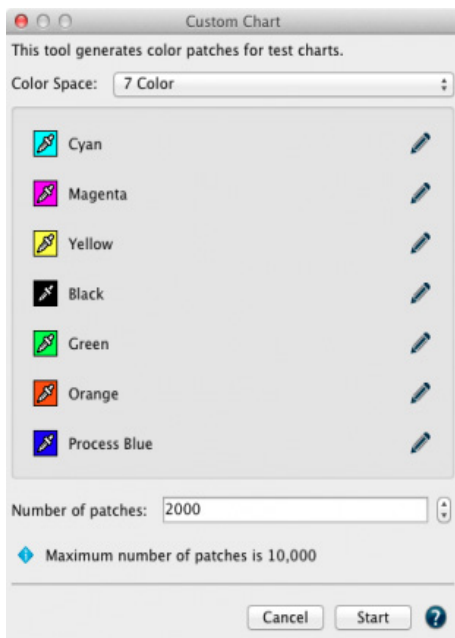 Custom Chart
This tool generates color patches for test charts.
Color Space: 7 Color
Cyan
Magenta
Yellow
Black
Green
Orange
Process Blue
Number of patches: 2000
Maximum number of patches is 10,000
Cancel Start ?